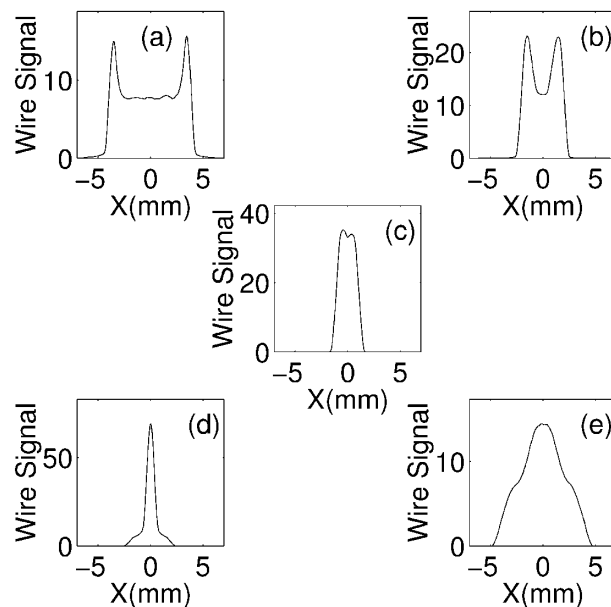 (a)
Wire Signal
10
0
−5 0 5
X(mm)
(b)
Wire Signal
20
10
0
−5 0 5
X(mm)
(c)
Wire Signal
40
20
0
−5 0 5
X(mm)
(d)
Wire Signal
50
0
−5 0 5
X(mm)
(e)
Wire Signal
10
0
−5 0 5
X(mm)